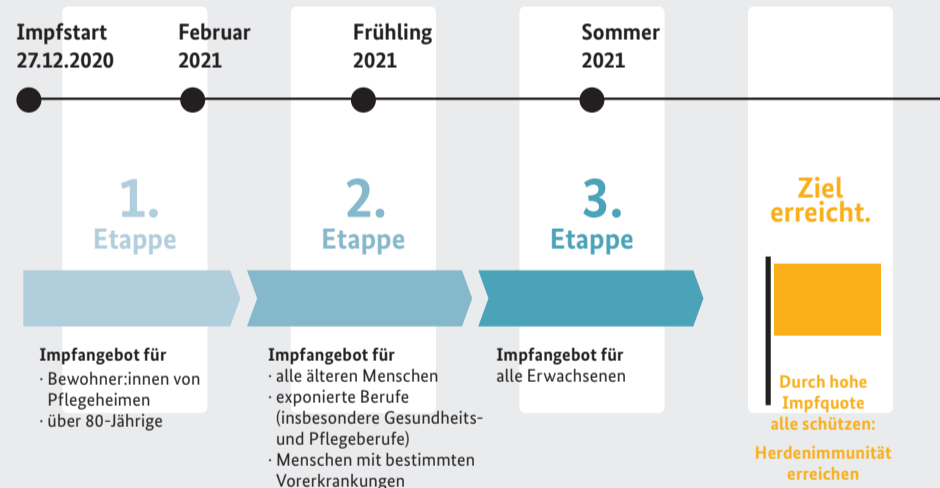 Impfstart
27.12.2020
Februar
2021
Frühling
2021
Sommer
2021
1.
Etappe
2.
Etappe
3.
Etappe
Ziel
erreicht.
Impfangebot für
· Bewohner:innen von
Pflegeheimen
· über 80-Jährige
Impfangebot für
· alle älteren Menschen
· exponierte Berufe
(insbesondere Gesundheits-
und Pflegeberufe)
· Menschen mit bestimmten
Vorerkrankungen
Impfangebot für
alle Erwachsenen
Durch hohe
Impfquote
alle schützen:
Herdenimmunität
erreichen